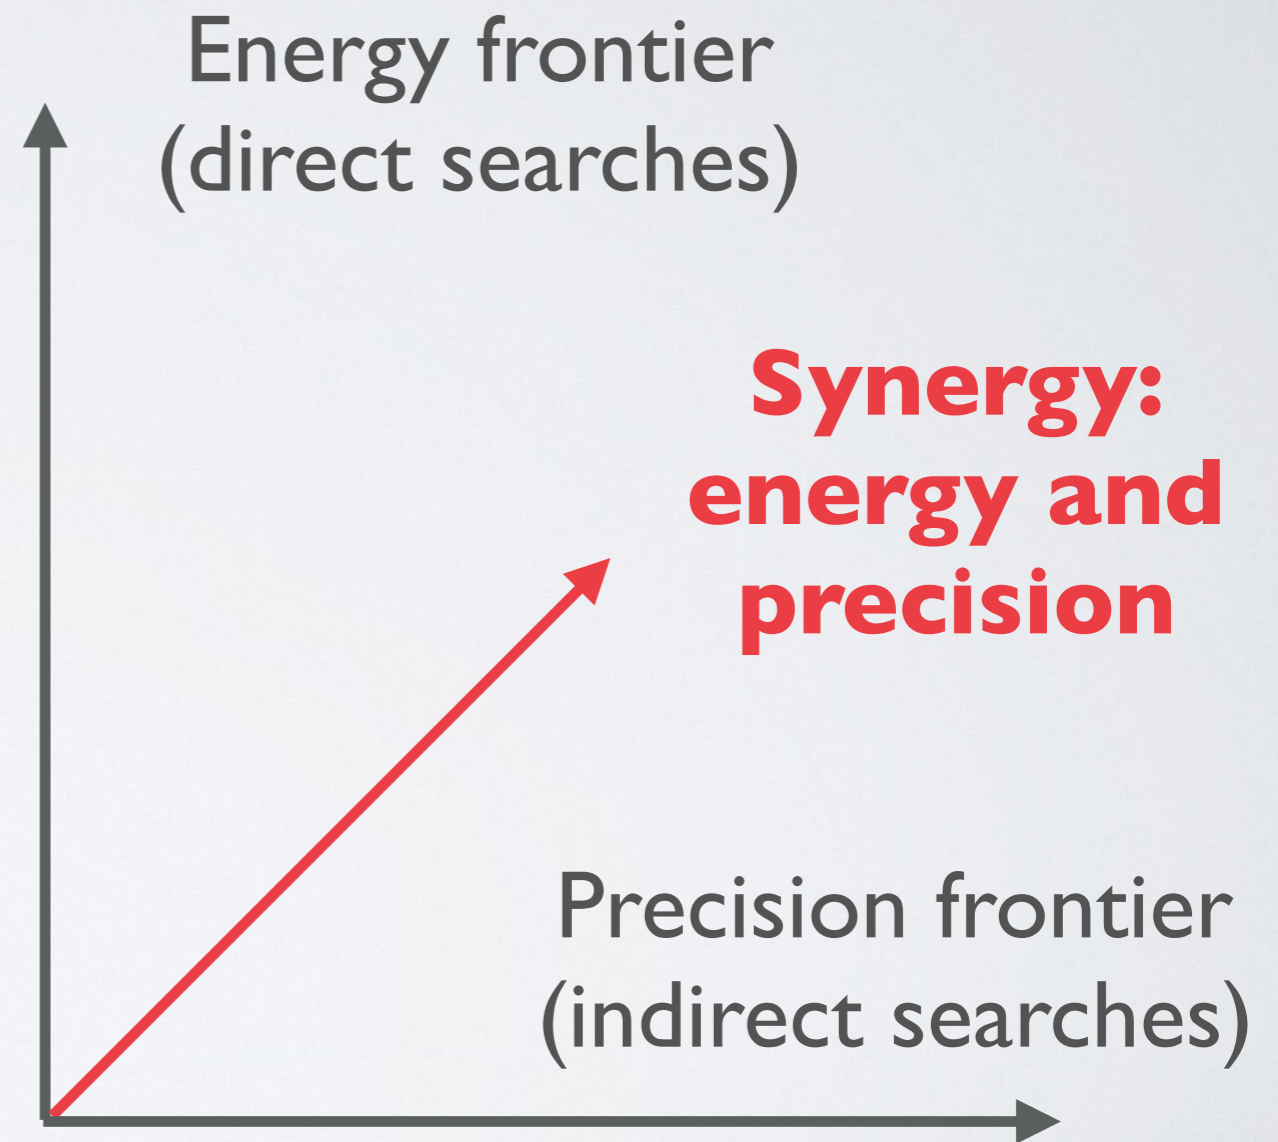 Energy frontier
(direct searches)
Synergy:
energy and
precision
Precision frontier
(indirect searches)